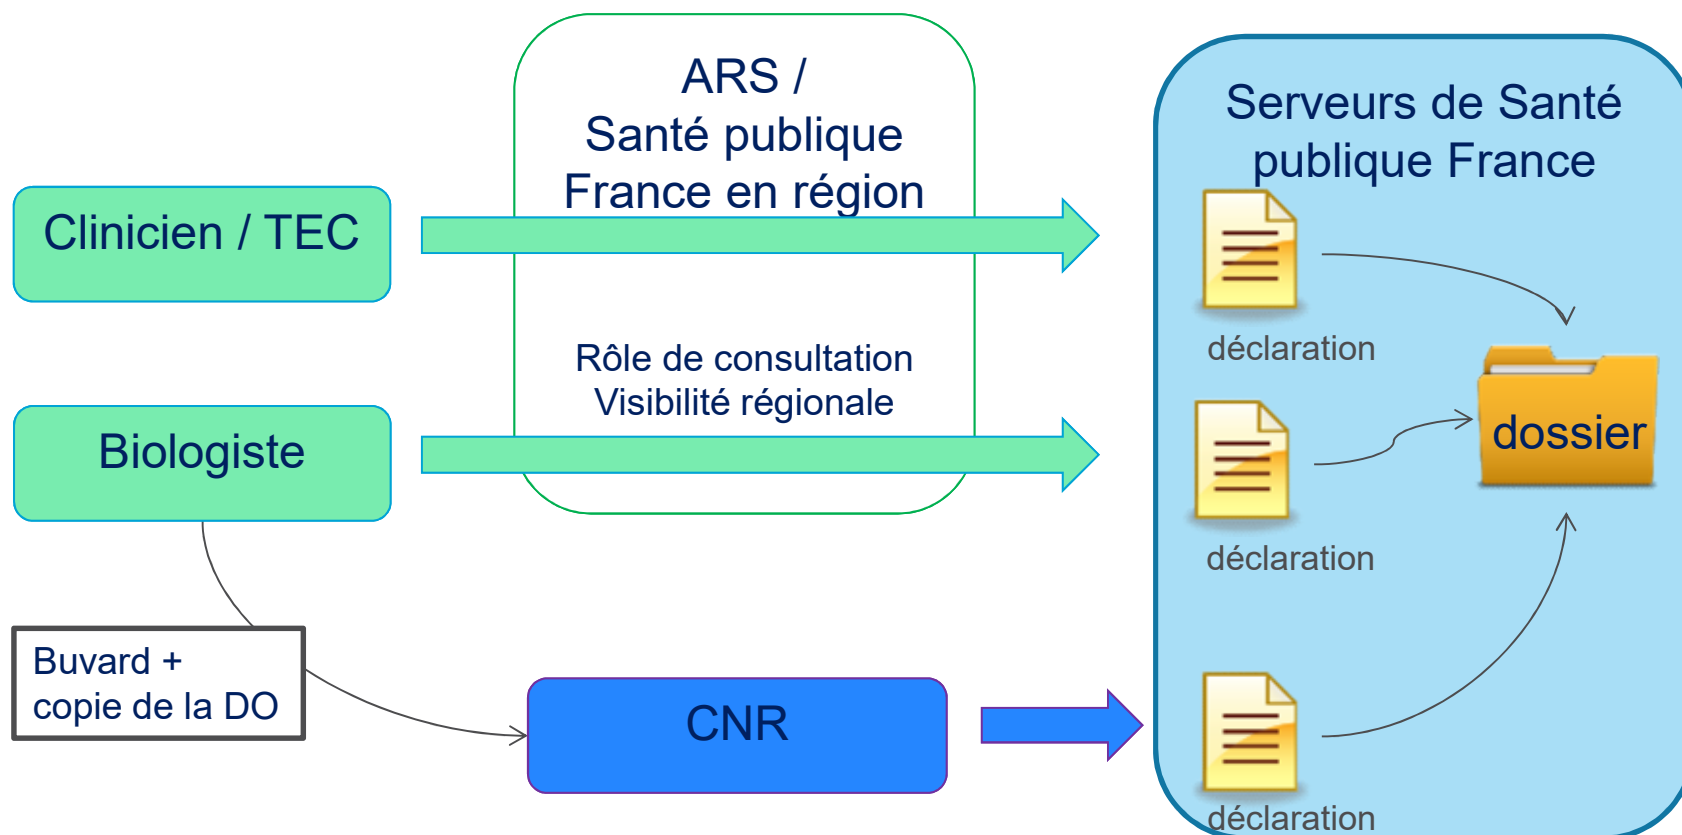 ARS /
Santé publique
France en région
Serveurs de Santé
publique France
Clinicien / TEC
déclaration
Rôle de consultation
Visibilité régionale
Biologiste
dossier
déclaration
Buvard +
copie de la DO
CNR
déclaration